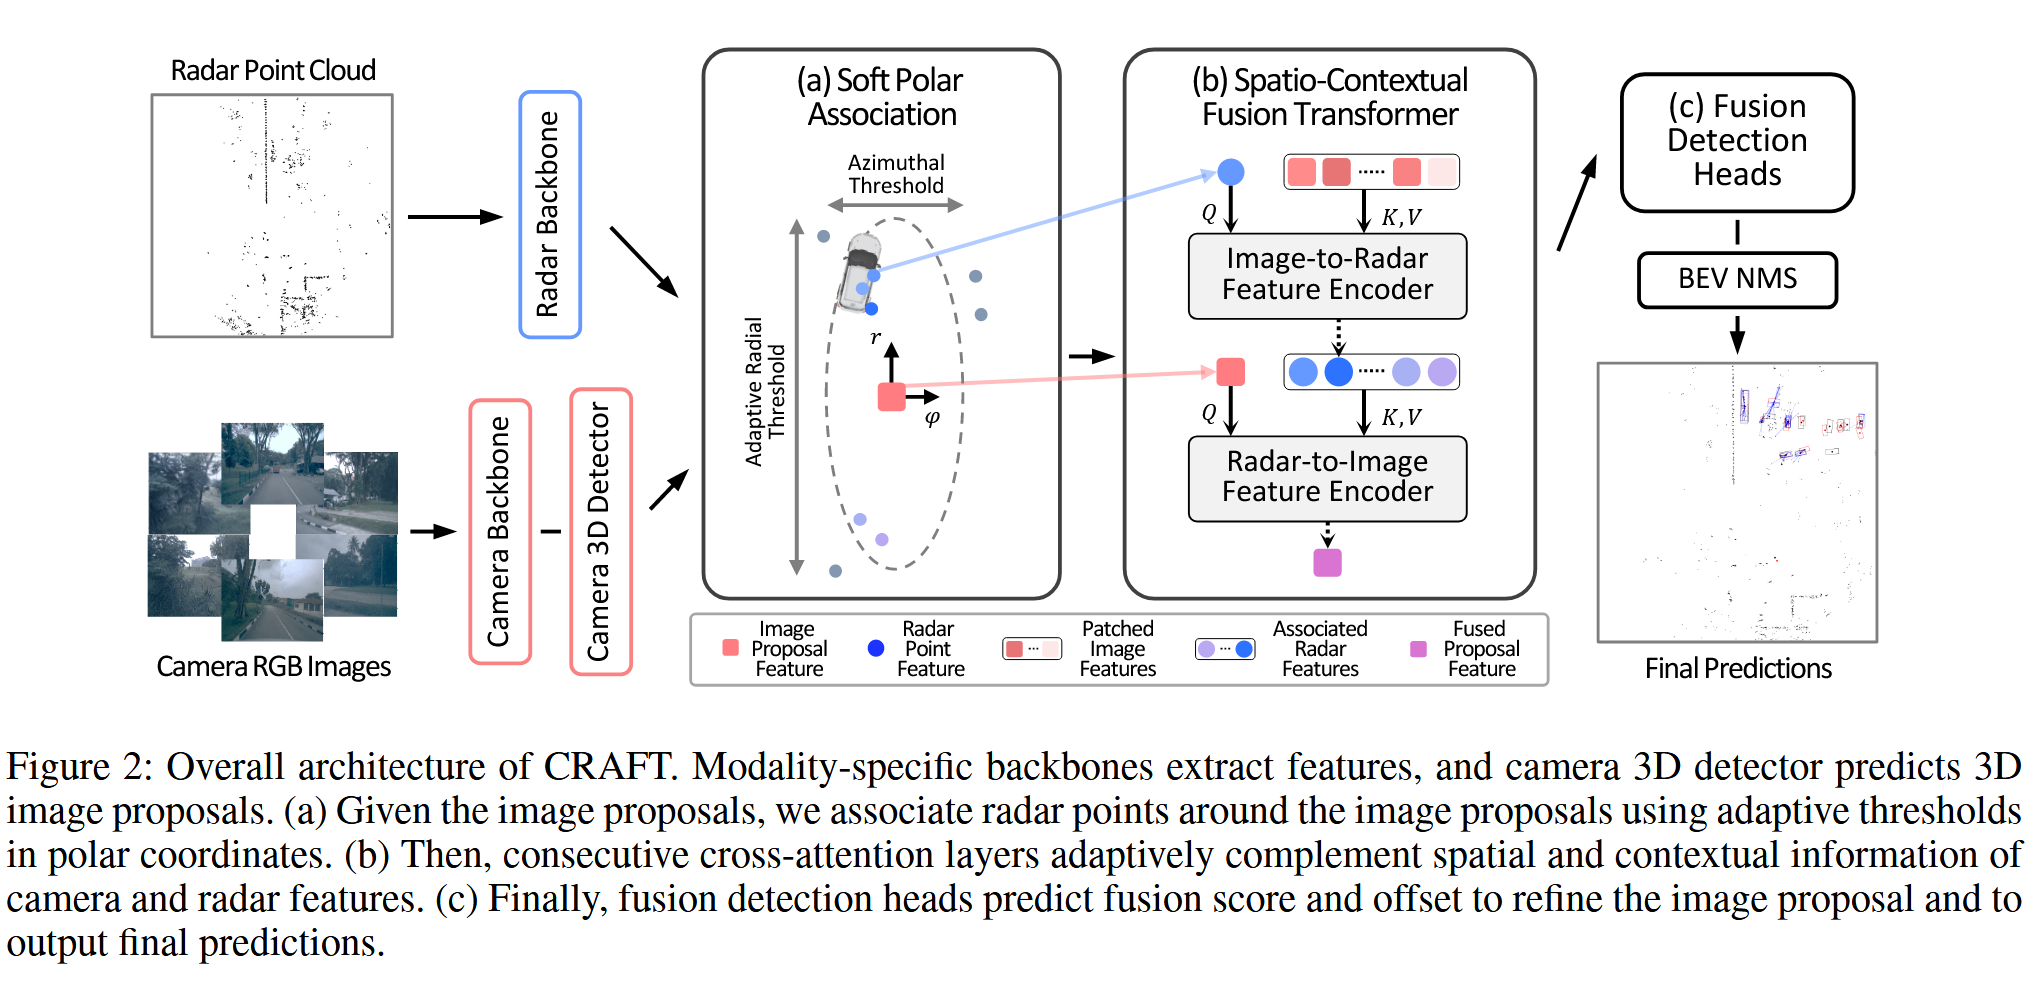 Radar Point Cloud
Radar Backbone
Camera RGB Images
Camera Backbone
Camera 3D Detector
(a) Soft Polar
Association
Azimuthal
Threshold
Adaptive Radial
Threshold
r
φ
(b) Spatio-Contextual
Fusion Transformer
Q
K, V
Image-to-Radar
Feature Encoder
Q
K, V
Radar-to-Image
Feature Encoder
(c) Fusion
Detection
Heads
BEV NMS
Final Predictions
Image
Proposal
Feature
Radar
Point
Feature
Patched
Image
Features
Associated
Radar
Features
Fused
Proposal
Feature
Figure 2: Overall architecture of CRAFT. Modality-specific backbones extract features, and camera 3D detector predicts 3D
image proposals. (a) Given the image proposals, we associate radar points around the image proposals using adaptive thresholds
in polar coordinates. (b) Then, consecutive cross-attention layers adaptively complement spatial and contextual information of
camera and radar features. (c) Finally, fusion detection heads predict fusion score and offset to refine the image proposal and to
output final predictions.